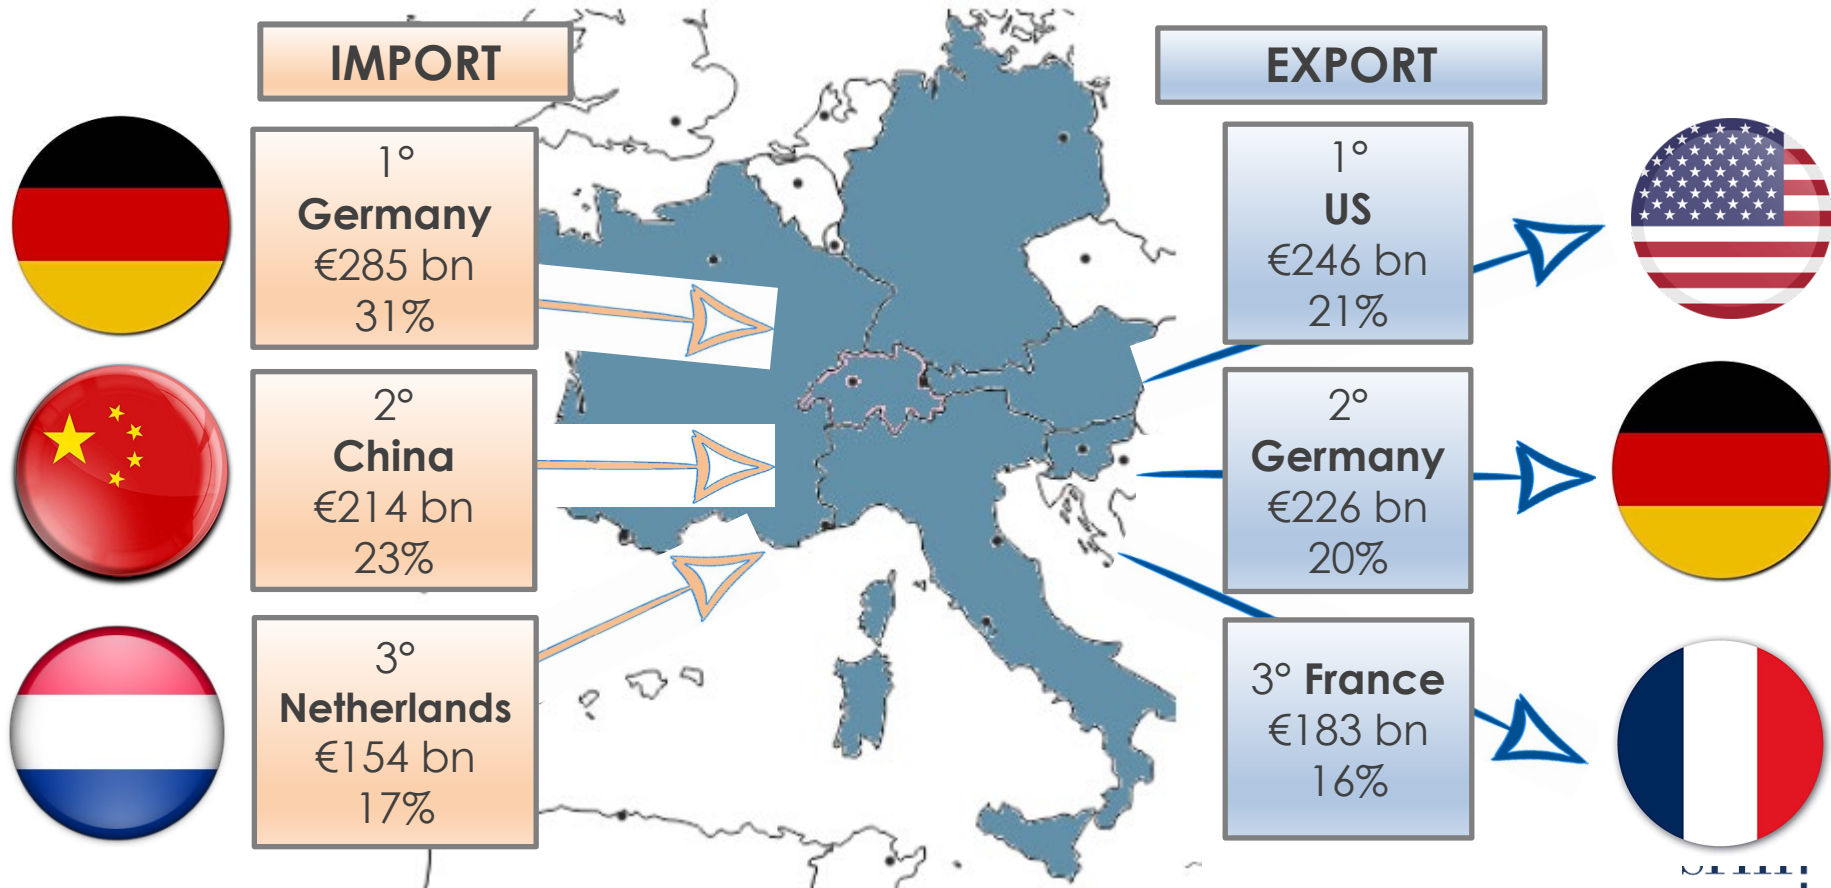 IMPORT
1°
Germany
€285 bn
31%
2°
China
€214 bn
23%
3°
Netherlands
€154 bn
17%
EXPORT
1°
US
€246 bn
21%
2°
Germany
€226 bn
20%
3° France
€183 bn
16%